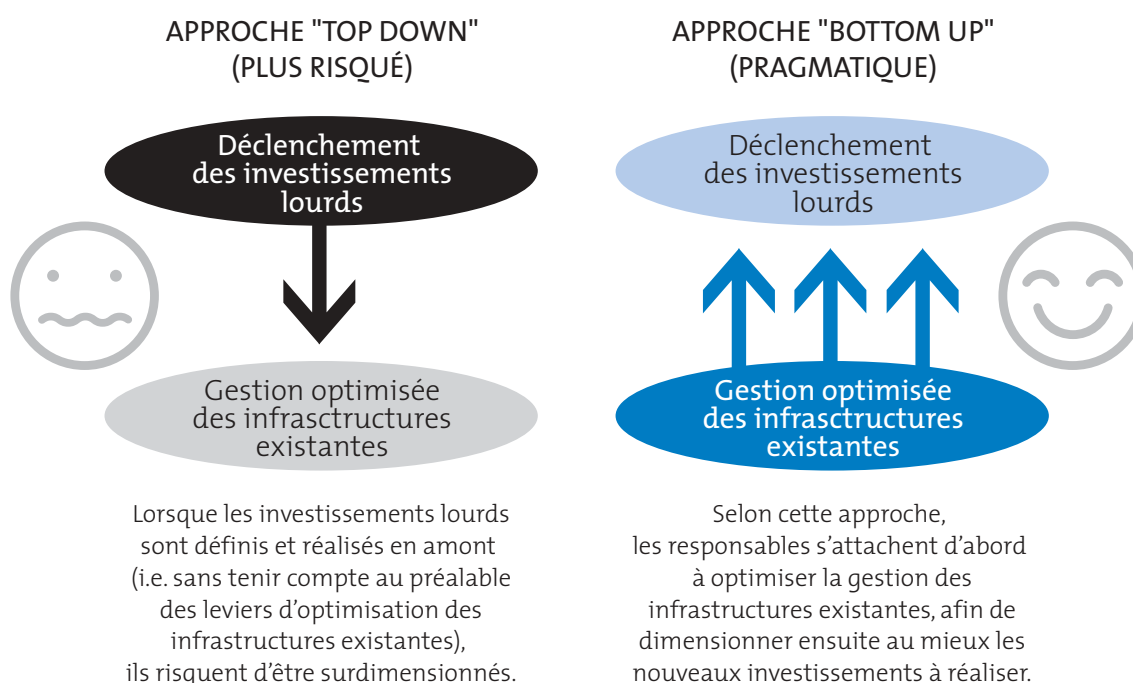 APPROCHE "TOP DOWN"
(PLUS RISQUÉ)
Déclenchement
des investissements
lourds
Gestion optimisée
des infrasctructures
existantes
Lorsque les investissements lourds
sont définis et réalisés en amont
(i.e. sans tenir compte au préalable
des leviers d'optimisation des
infrastructures existantes),
ils risquent d'être surdimensionnés.
APPROCHE "BOTTOM UP"
(PRAGMATIQUE)
Déclenchement
des investissements
lourds
Gestion optimisée
des infrasctructures
existantes
Selon cette approche,
les responsables s'attachent d'abord
à optimiser la gestion des
infrastructures existantes, afin de
dimensionner ensuite au mieux les
nouveaux investissements à réaliser.